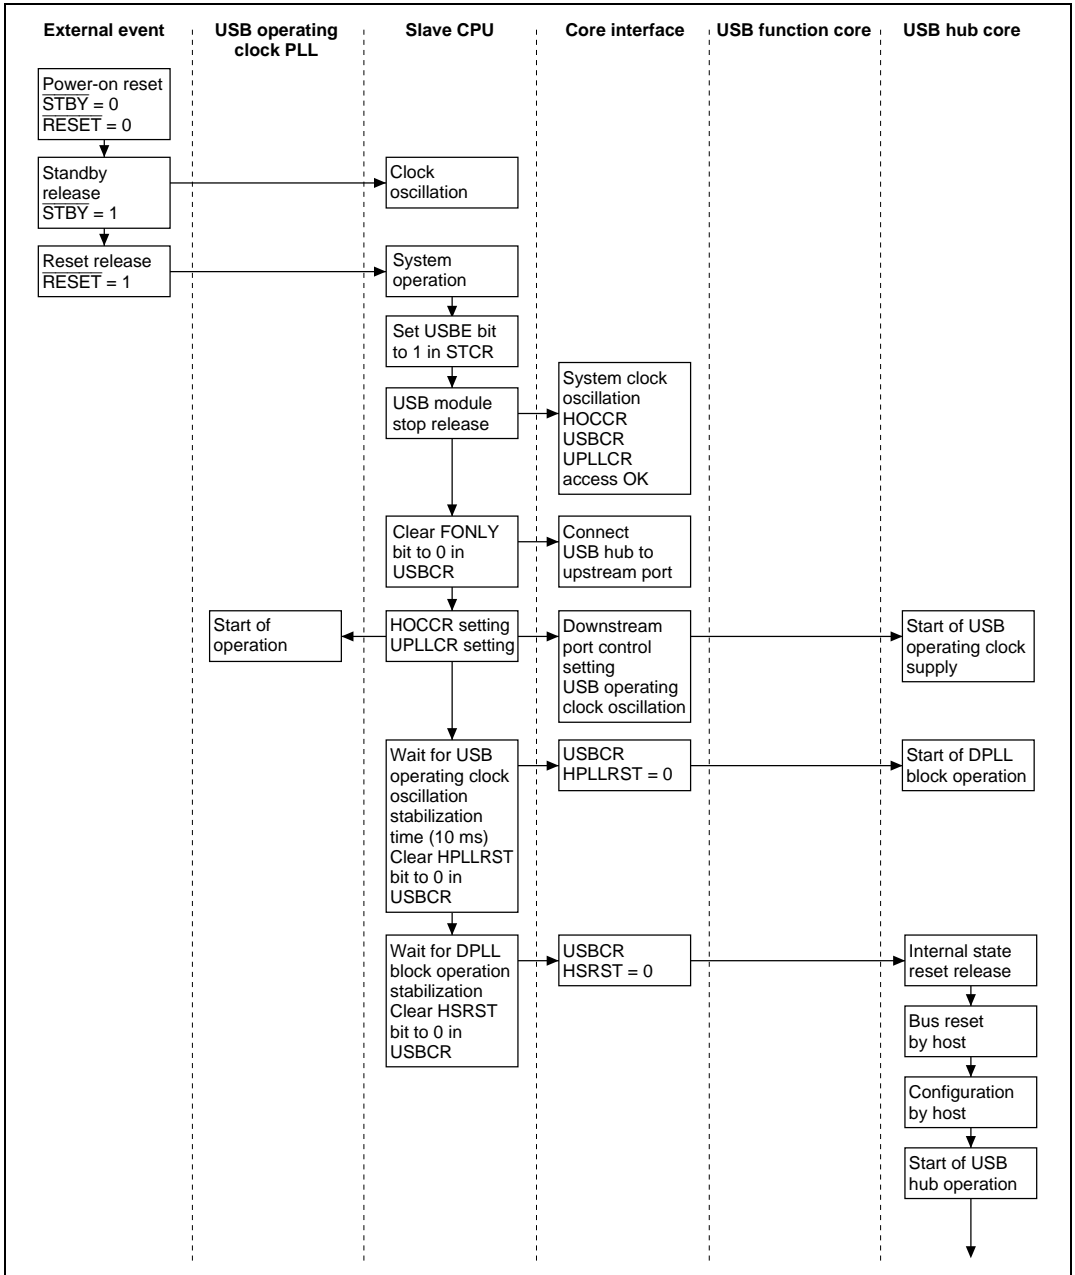 External event
USB operating
clock PLL
Slave CPU
Core interface
USB function core
USB hub core
Power-on reset
STBY = 0
RESET = 0
Standby
release
STBY = 1
Clock
oscillation
Reset release
RESET = 1
System
operation
Set USBE bit
to 1 in STCR
USB module
stop release
System clock
oscillation
HOCCR
USBCR
UPLLCR
access OK
Clear FONLY
bit to 0 in
USBCR
Connect
USB hub to
upstream port
Start of
operation
HOCCR setting
UPLLCR setting
Downstream
port control
setting
USB operating
clock oscillation
Start of USB
operating clock
supply
Wait for USB
operating clock
oscillation
stabilization
time (10 ms)
Clear HPLLRST
bit to 0 in
USBCR
USBCR
HPLLRST = 0
Start of DPLL
block operation
Wait for DPLL
block operation
stabilization
Clear HSRST
bit to 0 in
USBCR
USBCR
HSRST = 0
Internal state
reset release
Bus reset
by host
Configuration
by host
Start of USB
hub operation